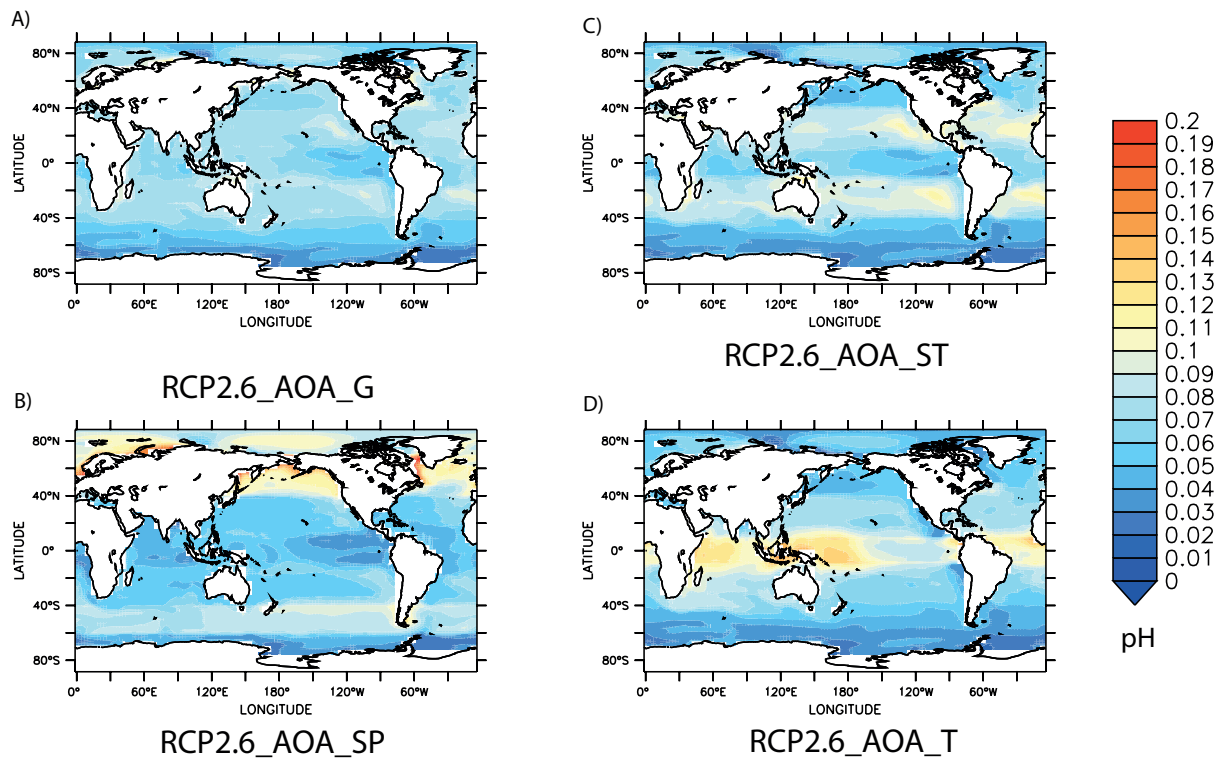 A)
80°N
40°N
0°
40°S
80°S
LATITUDE
0°
60°E
120°E
180°
120°W
60°W
LONGITUDE
RCP2.6_AOA_G
B)
80°N
40°N
0°
40°S
80°S
LATITUDE
0°
60°E
120°E
180°
120°W
60°W
LONGITUDE
RCP2.6_AOA_SP
C)
80°N
40°N
0°
40°S
80°S
LATITUDE
0°
60°E
120°E
180°
120°W
60°W
LONGITUDE
RCP2.6_AOA_ST
D)
80°N
40°N
0°
40°S
80°S
LATITUDE
0°
60°E
120°E
180°
120°W
60°W
LONGITUDE
RCP2.6_AOA_T
0.2
0.19
0.18
0.17
0.16
0.15
0.14
0.13
0.12
0.11
0.1
0.09
0.08
0.07
0.06
0.05
0.04
0.03
0.02
0.01
0
pH